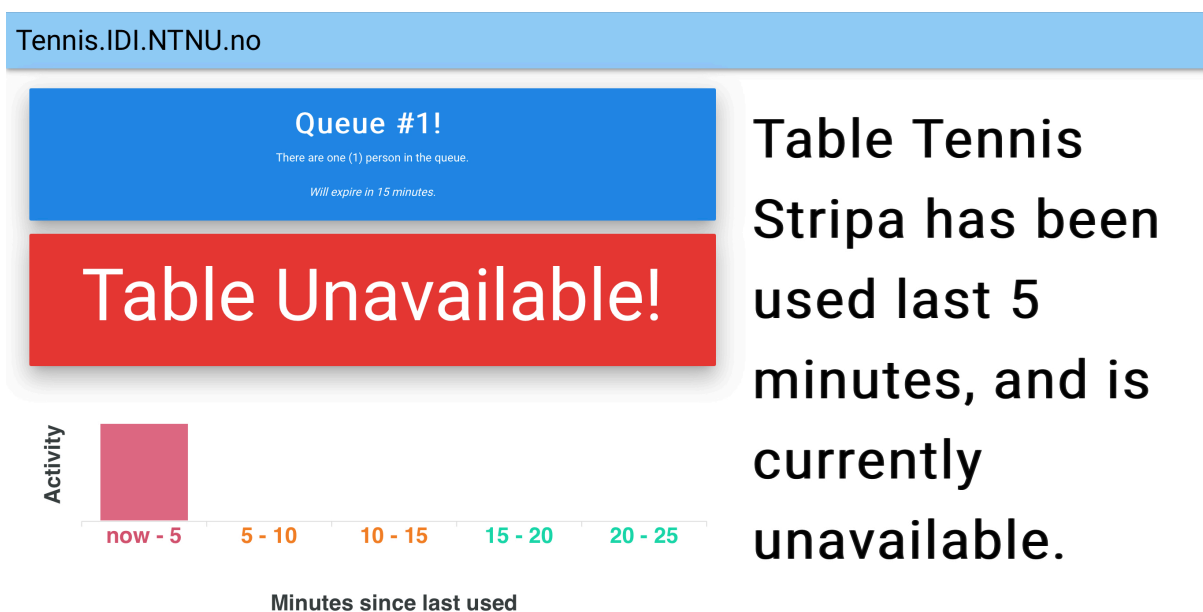 Tennis.IDI.NTNU.no
Queue #1!
There are one (1) person in the queue.
Will expire in 15 minutes.
Table Unavailable!
Table Tennis
Stripa has been
used last 5
minutes, and is
currently
unavailable.
Activity
now - 5
5 - 10
10 - 15
15 - 20
20 - 25
Minutes since last used